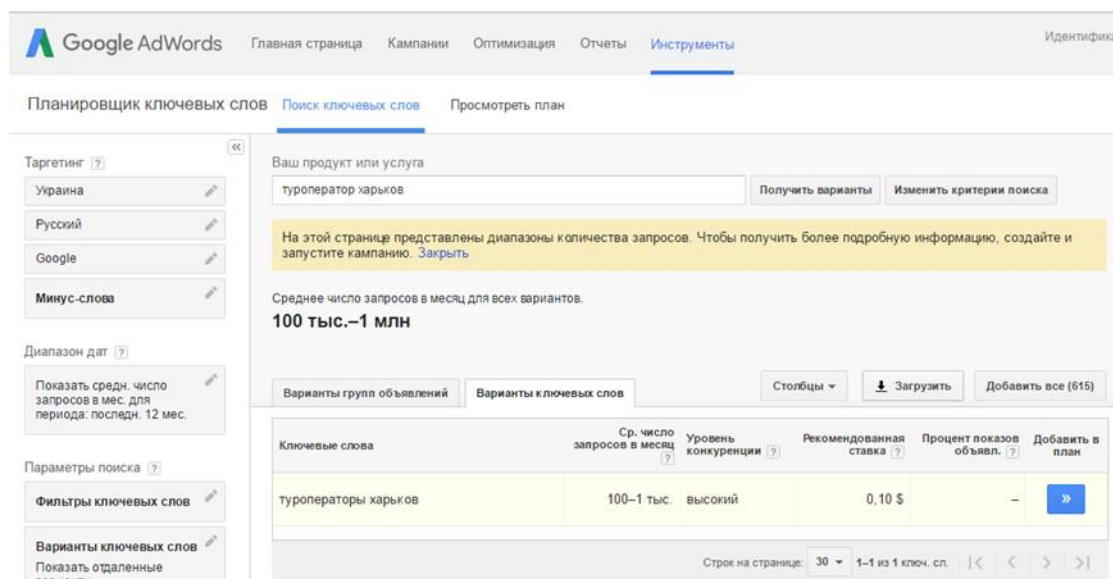 Google AdWords Главная страница Кампании Оптимизация Отчеты Инструменты Идентифика
Планировщик ключевых слов Поиск ключевых слов Просмотреть план
Таргетинг ?
Украина
Русский
Google
Минус-слова
Диапазон дат ?
Показать средн. число
запросов в мес. для
периода: последн. 12 мес.
Параметры поиска ?
Фильтры ключевых слов
Варианты ключевых слов
Показать отдаленные
Ваш продукт или услуга
туроператор харьков Получить варианты Изменить критерии поиска
На этой странице представлены диапазоны количества запросов. Чтобы получить более подробную информацию, создайте и
запустите кампанию. Закрыть
Среднее число запросов в месяц для всех вариантов.
100 тыс.–1 млн
Варианты групп объявлений Варианты ключевых слов Столбцы Загрузить Добавить все (615)
Ключевые слова Ср. число запросов в месяц ? Уровень конкуренции ? Рекомендованная ставка ? Процент показов объявл. ? Добавить в план
туроператоры харьков 100–1 тыс. высокий 0,10 $ – »
Строк на странице: 30 1–1 из 1 ключ. сл. |< < > >|